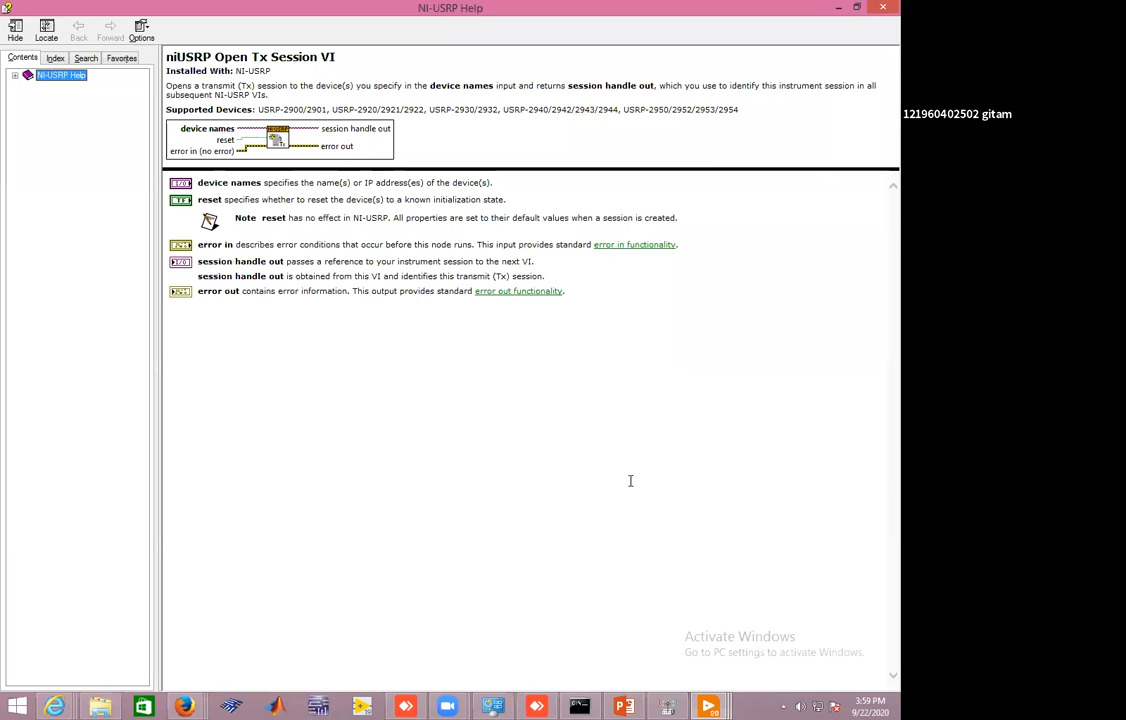 NI-USRP Help
Hide
Locate
Back
Forward
Options
Contents
Index
Search
Favorites
NI-USRP Help
niUSRP Open Tx Session VI
Installed With: NI-USRP
Opens a transmit (Tx) session to the device(s) you specify in the device names input and returns session handle out, which you use to identify this instrument session in all
subsequent NI-USRP VIs.
Supported Devices: USRP-2900/2901, USRP-2920/2921/2922, USRP-2930/2932, USRP-2940/2942/2943/2944, USRP-2950/2952/2953/2954
device names
session handle out
reset
error in (no error)
error out
device names specifies the name(s) or IP address(es) of the device(s).
reset specifies whether to reset the device(s) to a known initialization state.
Note reset has no effect in NI-USRP. All properties are set to their default values when a session is created.
error in describes error conditions that occur before this node runs. This input provides standard error in functionality.
session handle out passes a reference to your instrument session to the next VI.
session handle out is obtained from this VI and identifies this transmit (Tx) session.
error out contains error information. This output provides standard error out functionality.
121960402502 gitam
Activate Windows
Go to PC settings to activate Windows.
3:59 PM
9/22/2020